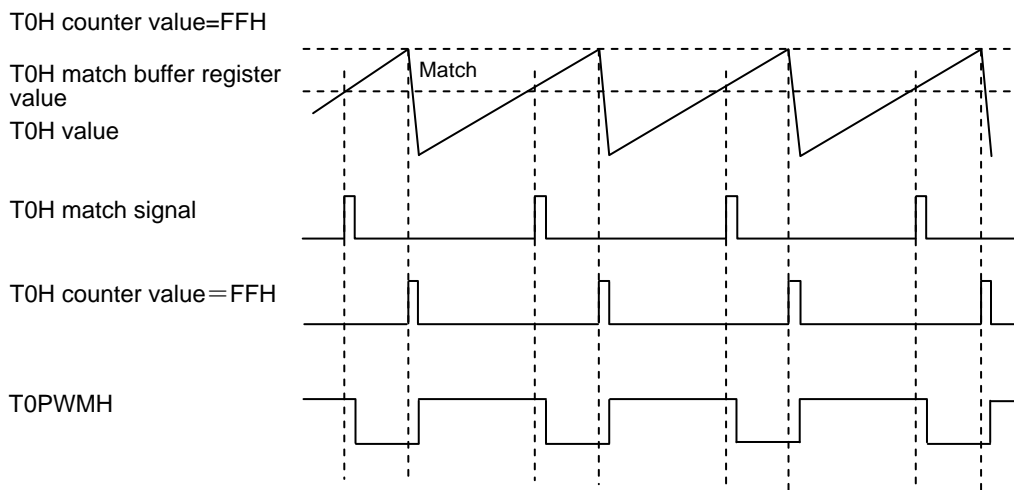 T0H counter value=FFH
Match
T0H match buffer register
value
T0H value
T0H match signal
T0H counter value＝FFH
T0PWMH